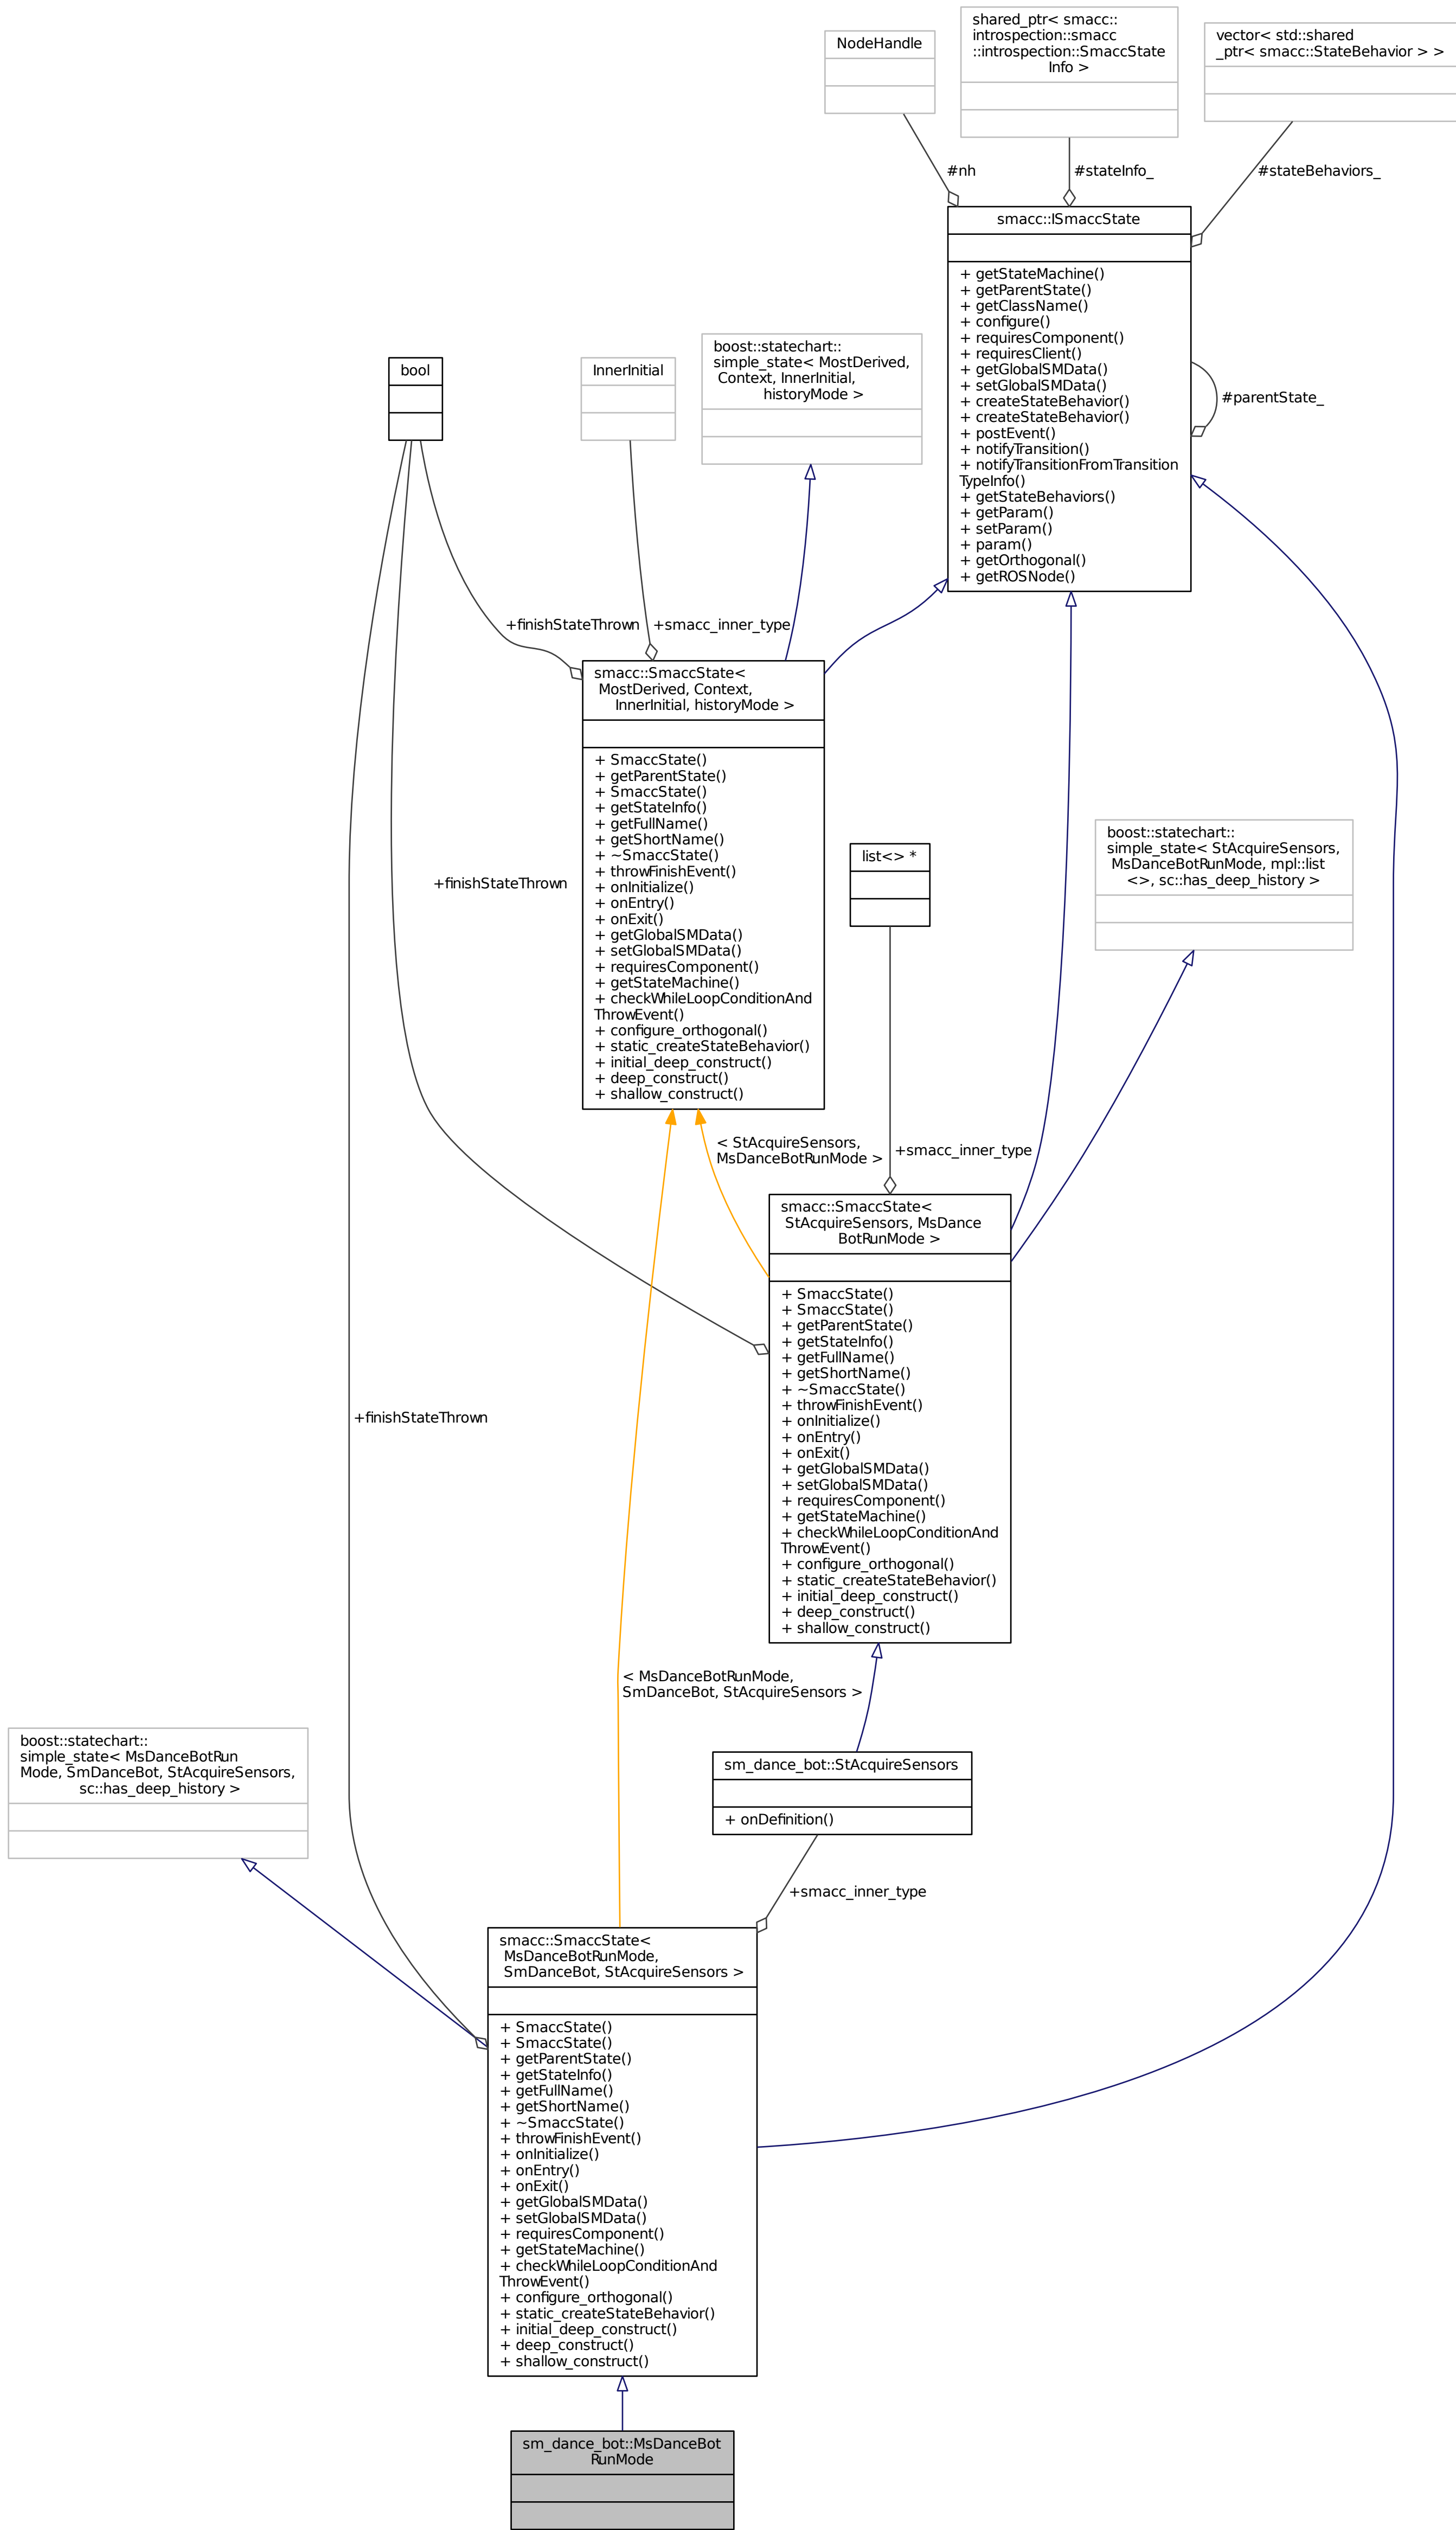 shared_ptr< smacc::
introspection::smacc
::introspection::SmaccState
Info >
NodeHandle
vector< std::shared
_ptr< smacc::StateBehavior > >
#nh
#stateInfo_
#stateBehaviors_
smacc::ISmaccState
+ getStateMachine()
+ getParentState()
+ getClassName()
+ configure()
+ requiresComponent()
+ requiresClient()
+ getGlobalSMData()
+ setGlobalSMData()
+ createStateBehavior()
+ createStateBehavior()
+ postEvent()
+ notifyTransition()
+ notifyTransitionFromTransition
TypeInfo()
+ getStateBehaviors()
+ getParam()
+ setParam()
+ param()
+ getOrthogonal()
+ getROSNode()
#parentState_
bool
InnerInitial
boost::statechart::
simple_state< MostDerived,
Context, InnerInitial,
historyMode >
+finishStateThrown
+smacc_inner_type
smacc::SmaccState<
MostDerived, Context,
InnerInitial, historyMode >
+ SmaccState()
+ getParentState()
+ SmaccState()
+ getStateInfo()
+ getFullName()
+ getShortName()
+ ~SmaccState()
+ throwFinishEvent()
+ onInitialize()
+ onEntry()
+ onExit()
+ getGlobalSMData()
+ setGlobalSMData()
+ requiresComponent()
+ getStateMachine()
+ checkWhileLoopConditionAnd
ThrowEvent()
+ configure_orthogonal()
+ static_createStateBehavior()
+ initial_deep_construct()
+ deep_construct()
+ shallow_construct()
+finishStateThrown
list<> *
boost::statechart::
simple_state< StAcquireSensors,
MsDanceBotRunMode, mpl::list
<>, sc::has_deep_history >
< StAcquireSensors,
MsDanceBotRunMode >
+smacc_inner_type
smacc::SmaccState<
StAcquireSensors, MsDance
BotRunMode >
+ SmaccState()
+ SmaccState()
+ getParentState()
+ getStateInfo()
+ getFullName()
+ getShortName()
+ ~SmaccState()
+ throwFinishEvent()
+ onInitialize()
+ onEntry()
+ onExit()
+ getGlobalSMData()
+ setGlobalSMData()
+ requiresComponent()
+ getStateMachine()
+ checkWhileLoopConditionAnd
ThrowEvent()
+ configure_orthogonal()
+ static_createStateBehavior()
+ initial_deep_construct()
+ deep_construct()
+ shallow_construct()
+finishStateThrown
< MsDanceBotRunMode,
SmDanceBot, StAcquireSensors >
boost::statechart::
simple_state< MsDanceBotRun
Mode, SmDanceBot, StAcquireSensors,
sc::has_deep_history >
sm_dance_bot::StAcquireSensors
+ onDefinition()
+smacc_inner_type
smacc::SmaccState<
MsDanceBotRunMode,
SmDanceBot, StAcquireSensors >
+ SmaccState()
+ SmaccState()
+ getParentState()
+ getStateInfo()
+ getFullName()
+ getShortName()
+ ~SmaccState()
+ throwFinishEvent()
+ onInitialize()
+ onEntry()
+ onExit()
+ getGlobalSMData()
+ setGlobalSMData()
+ requiresComponent()
+ getStateMachine()
+ checkWhileLoopConditionAnd
ThrowEvent()
+ configure_orthogonal()
+ static_createStateBehavior()
+ initial_deep_construct()
+ deep_construct()
+ shallow_construct()
sm_dance_bot::MsDanceBot
RunMode